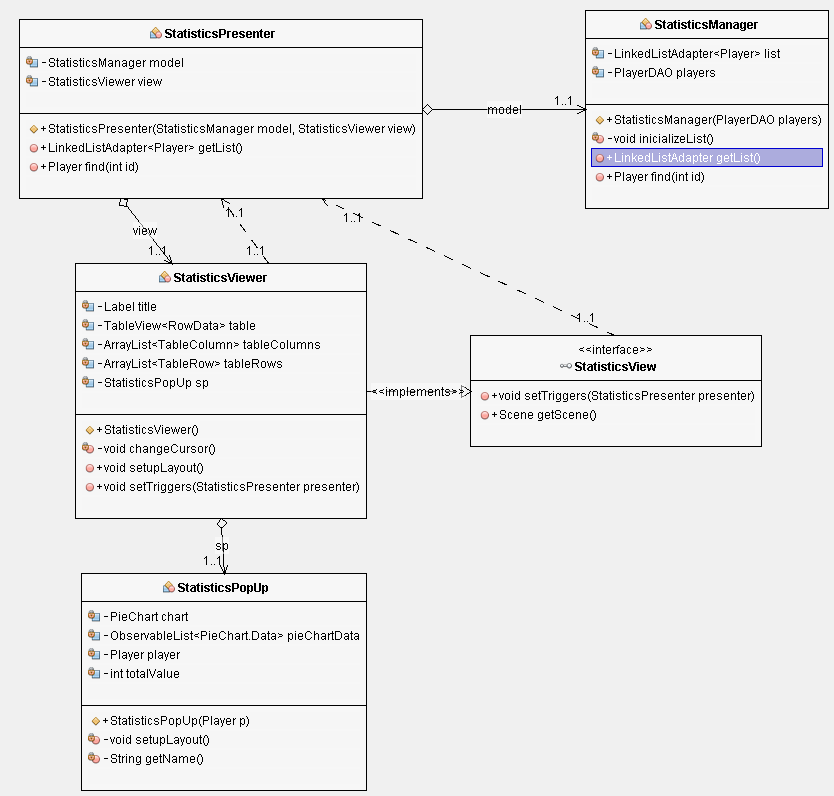 StatisticsPresenter
-StatisticsManager model
-StatisticsViewer view
+StatisticsPresenter(StatisticsManager model, StatisticsViewer view)
+LinkedListAdapter<Player> getList()
+Player find(int id)
model
1..1
StatisticsManager
-LinkedListAdapter<Player> list
-PlayerDAO players
+StatisticsManager(PlayerDAO players)
-void inicializeList()
+LinkedListAdapter getList()
+Player find(int id)
view
1..1
1..1
1..1
1..1
1..1
StatisticsViewer
-Label title
-TableView<RowData> table
-ArrayList<TableColumn> tableColumns
-ArrayList<TableRow> tableRows
-StatisticsPopUp sp
+StatisticsViewer()
-void changeCursor()
+void setupLayout()
+void setTriggers(StatisticsPresenter presenter)
<<implements>>
<<interface>>
StatisticsView
+void setTriggers(StatisticsPresenter presenter)
+Scene getScene()
sp
1..1
StatisticsPopUp
-PieChart chart
-ObservableList<PieChart.Data> pieChartData
-Player player
-int totalValue
+StatisticsPopUp(Player p)
-void setupLayout()
-String getName()